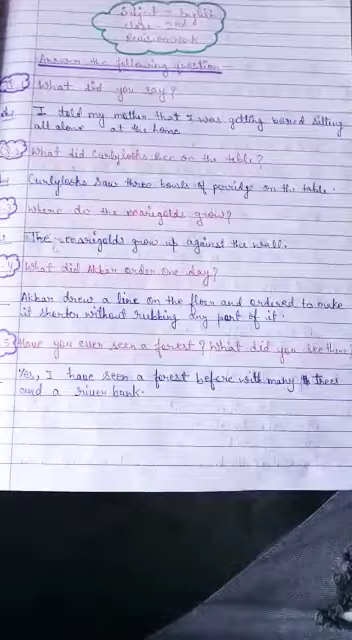 Subject - English
class - 2nd
Revision work
Answer the following question -
What did you say?
I told my mother that I was getting bored sitting
all alone at the home
What did Curlylocks see on the table?
Curlylocks saw three bowls of porridge on the table.
3 Where do the marigolds grow?
The marigolds grow up against the wall.
4 What did Akbar order one day?
Akbar drew a line on the floor and ordered to make
it shorter without rubbing any part of it.
5 Have you ever seen a forest? What did you see there?
Yes, I have seen a forest before with many trees
and a river bank.